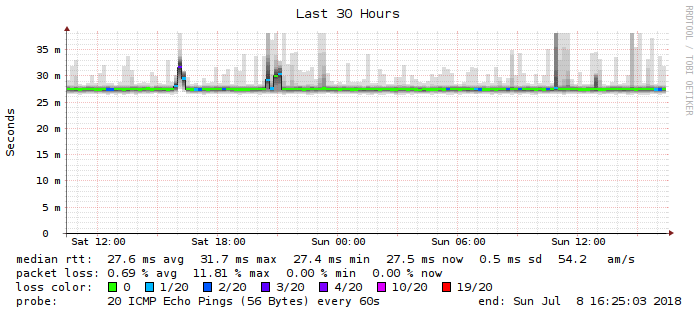 Last 30 Hours
RRDTOOL / TOBI OETIKER
Seconds
35 m
30 m
25 m
20 m
15 m
10 m
5 m
0
Sat 12:00 Sat 18:00 Sun 00:00 Sun 06:00 Sun 12:00
median rtt: 27.6 ms avg 31.7 ms max 27.4 ms min 27.5 ms now 0.5 ms sd 54.2 am/s
packet loss: 0.69 % avg 11.81 % max 0.00 % min 0.00 % now
loss color: 0 1/20 2/20 3/20 4/20 10/20 19/20
probe: 20 ICMP Echo Pings (56 Bytes) every 60s end: Sun Jul 8 16:25:03 2018